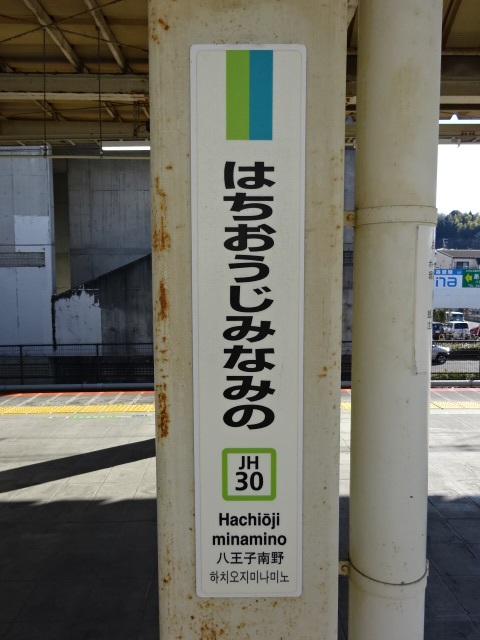 はちおうじみなみの
JH
30
Hachiōji
minamino
八王子南野
하치오지미나미노